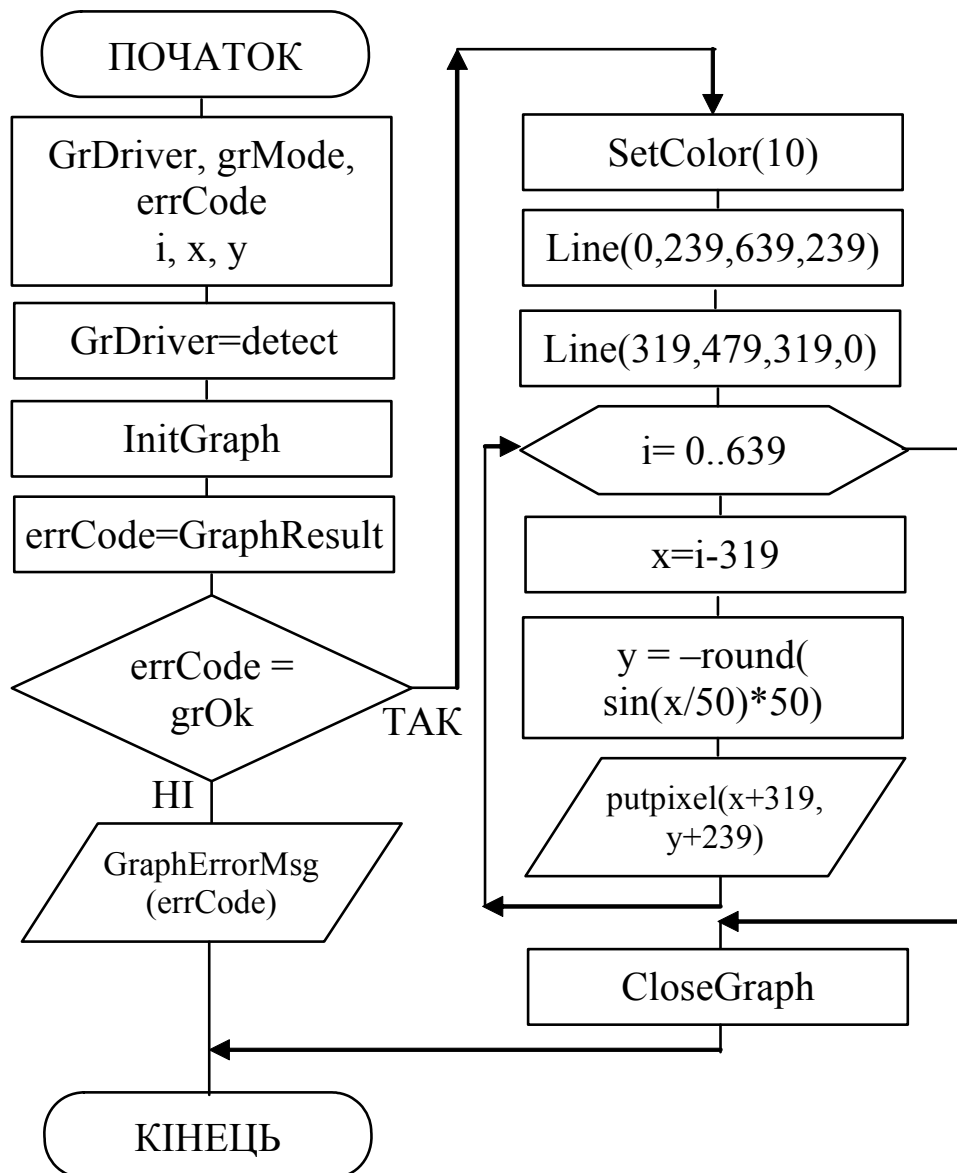 ПОЧАТОК
GrDriver, grMode,
errCode
i, x, y
GrDriver=detect
InitGraph
errCode=GraphResult
errCode =
grOk
ТАК
НІ
GraphErrorMsg
(errCode)
SetColor(10)
Line(0,239,639,239)
Line(319,479,319,0)
i= 0..639
x=i-319
y = –round(
sin(x/50)*50)
putpixel(x+319,
y+239)
CloseGraph
КІНЕЦЬ